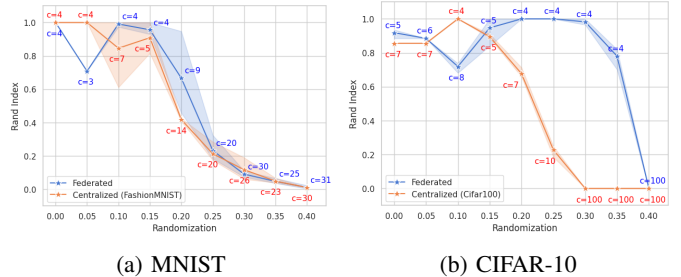 c=4
c=4
c=4
c=4
c=4
c=3
c=7
c=5
c=9
c=14
c=20
c=20
c=30
c=26
c=25
c=23
c=31
c=30
1.0
0.8
0.6
0.4
0.2
0.0
Rand Index
Federated
Centralized (FashionMNIST)
0.00 0.05 0.10 0.15 0.20 0.25 0.30 0.35 0.40
Randomization
(a) MNIST
c=5
c=6
c=7
c=7
c=4
c=8
c=4
c=5
c=4
c=7
c=4
c=10
c=4
c=4
c=100
c=100
c=100
c=100
1.0
0.8
0.6
0.4
0.2
0.0
Rand Index
Federated
Centralized (Cifar100)
0.00 0.05 0.10 0.15 0.20 0.25 0.30 0.35 0.40
Randomization
(b) CIFAR-10